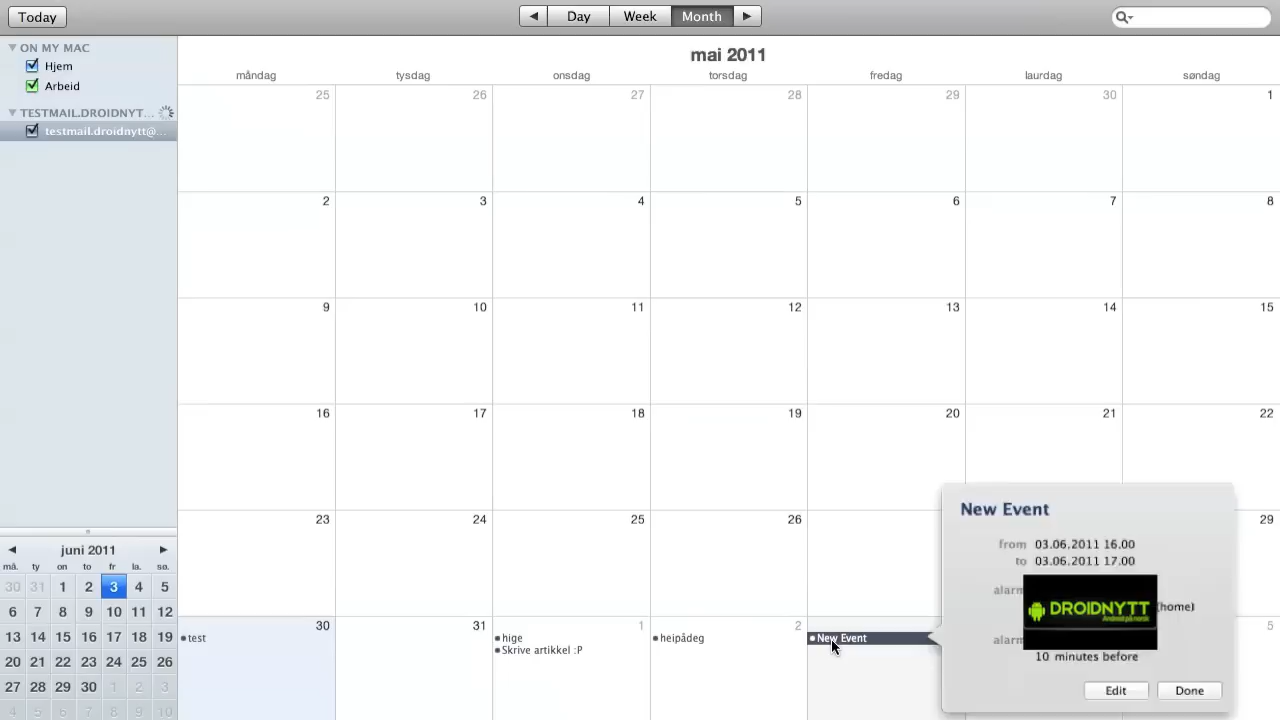 Today
Day
Week
Month
ON MY MAC
Hjem
Arbeid
TESTMAIL.DROIDNYT...
testmail.droidnytt@...
mai 2011
måndag tysdag onsdag torsdag fredag laurdag søndag
25 26 27 28 29 30 1
2 3 4 5 6 7 8
9 10 11 12 13 14 15
16 17 18 19 20 21 22
23 24 25 26 29
30 31 1 2 5
test
hige
Skrive artikkel :P
heipådeg
New Event
New Event
from 03.06.2011 16.00
to 03.06.2011 17.00
alarm
DROIDNYTT
Android på norsk
(home)
alarm
10 minutes before
Edit
Done
juni 2011
må. ty on to fr la. sø.
30 31 1 2 3 4 5
6 7 8 9 10 11 12
13 14 15 16 17 18 19
20 21 22 23 24 25 26
27 28 29 30 1 2 3
4 5 6 7 8 9 10